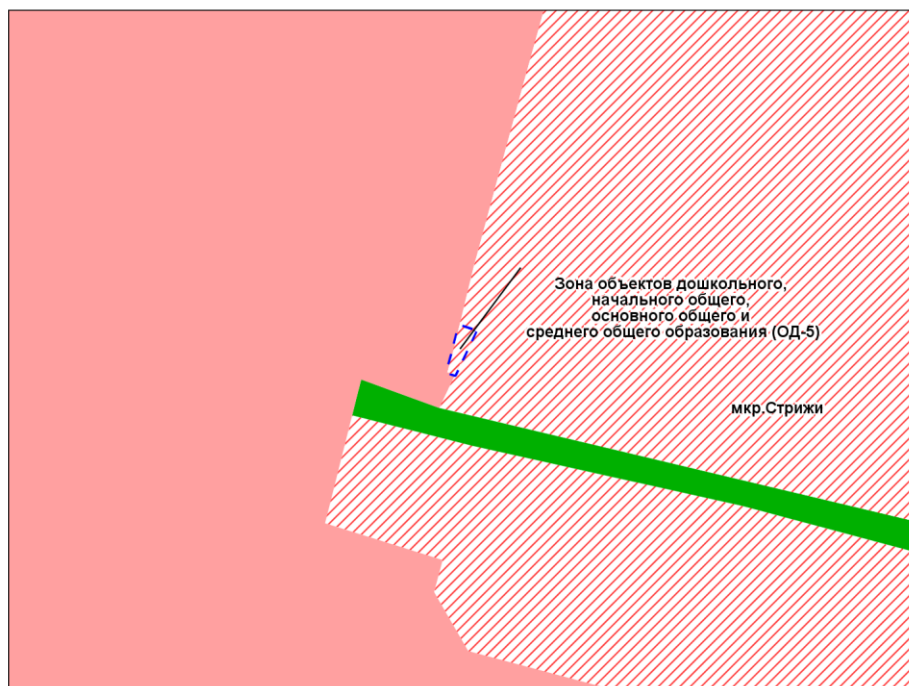 Зона объектов дошкольного,
начального общего,
основного общего и
среднего общего образования (ОД-5)
мкр.Стрижи